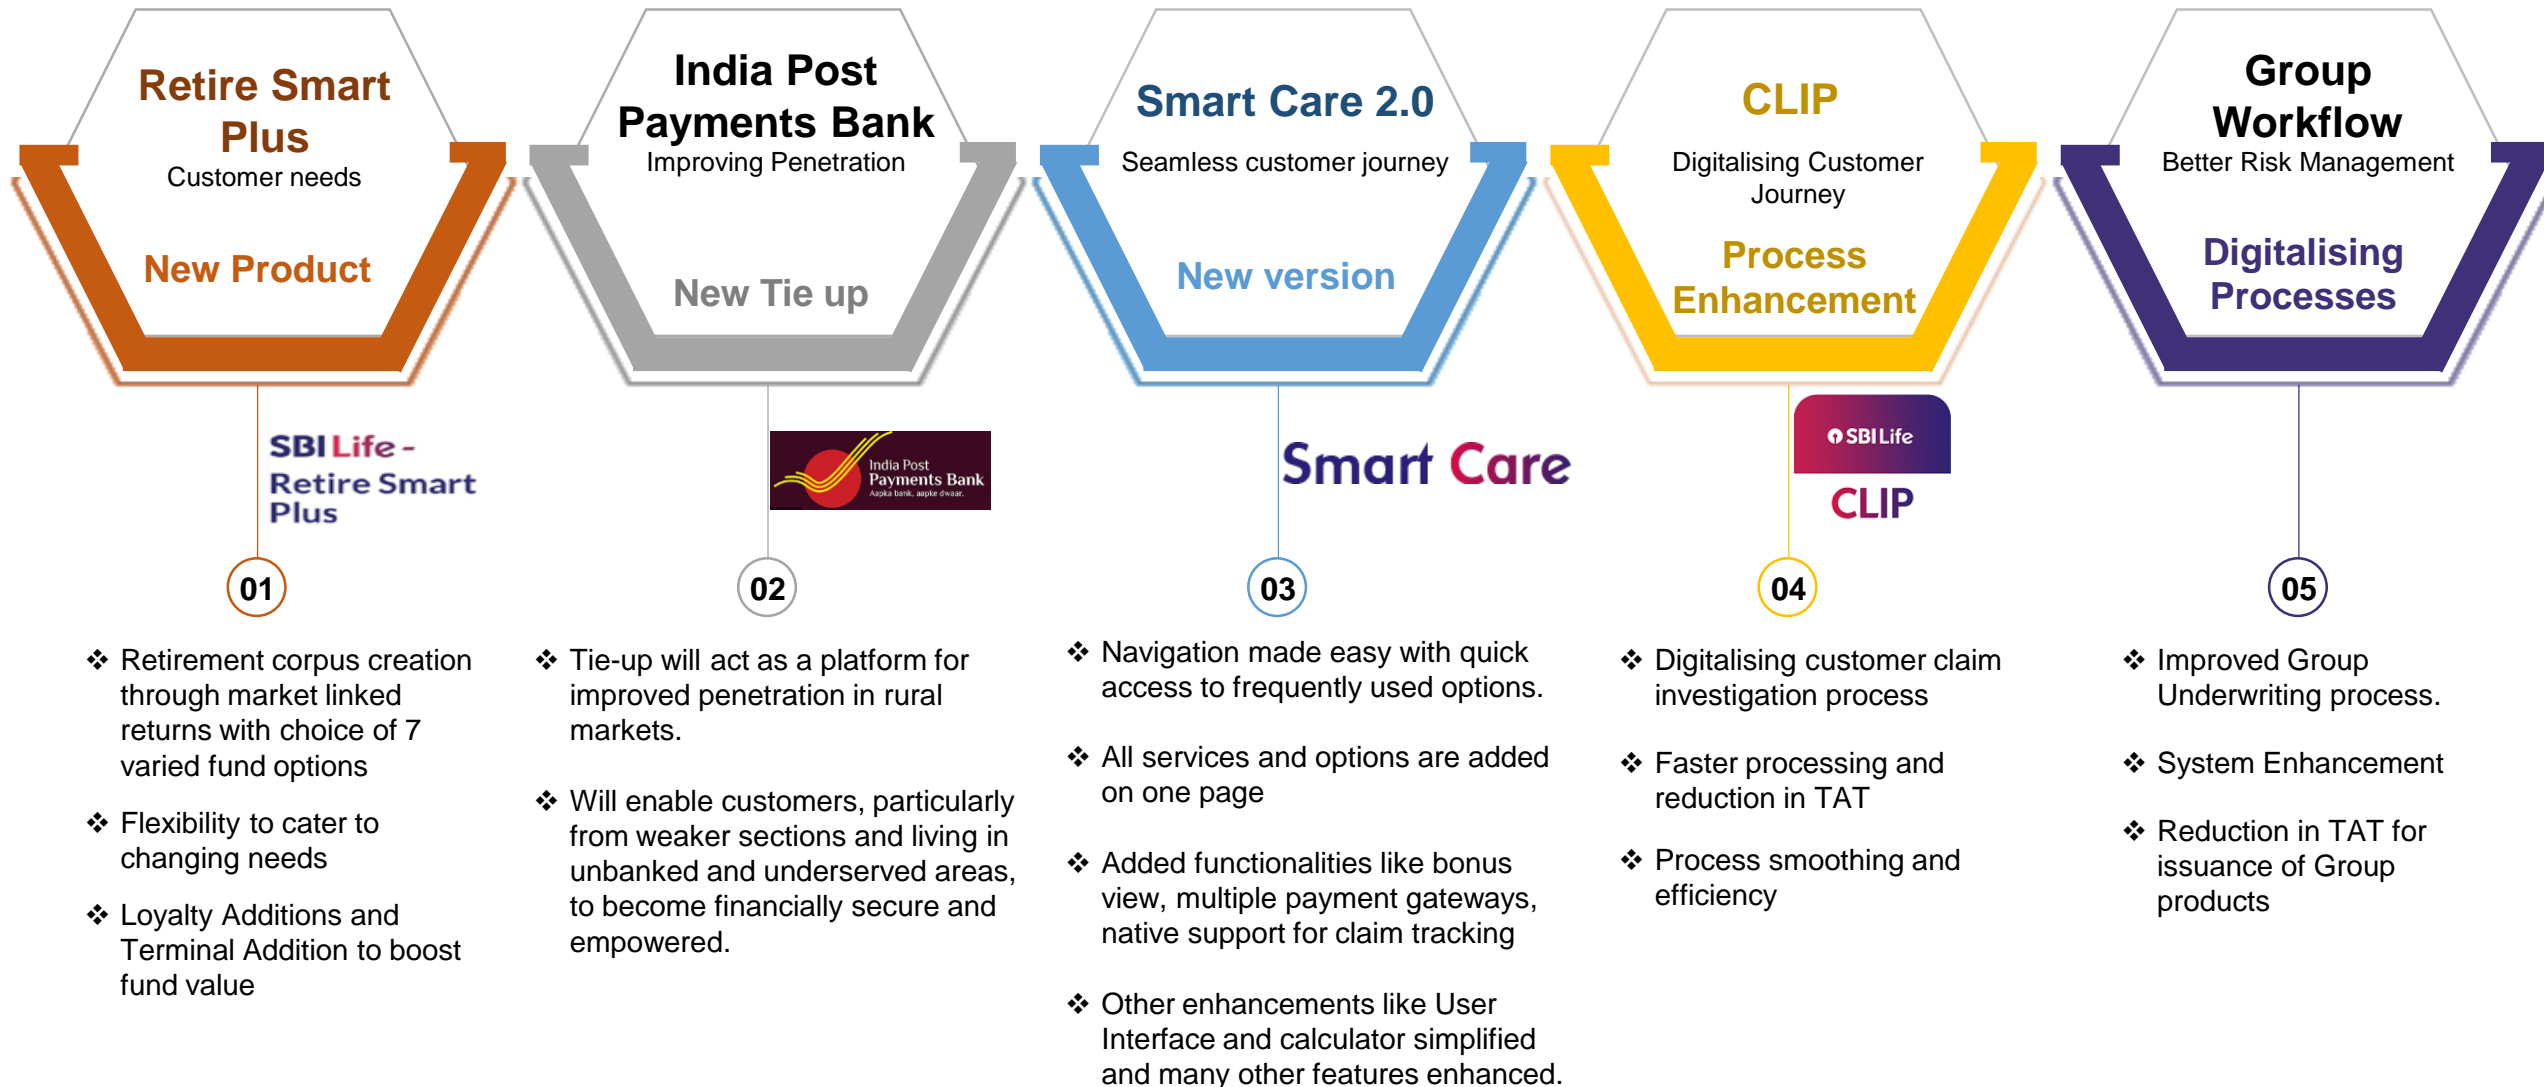 Retire Smart
Plus
Customer needs
New Product
India Post
Payments Bank
Improving Penetration
New Tie up
Smart Care 2.0
Seamless customer journey
New version
CLIP
Digitalising Customer
Journey
Process
Enhancement
Group
Workflow
Better Risk Management
Digitalising
Processes
SBI Life -
Retire Smart
Plus
India Post
Payments Bank
Aapka bank, aapke dwaar.
Smart Care
SBI Life
CLIP
01
02
03
04
05
❖ Retirement corpus creation
through market linked
returns with choice of 7
varied fund options
❖ Flexibility to cater to
changing needs
❖ Loyalty Additions and
Terminal Addition to boost
fund value
❖ Tie-up will act as a platform for
improved penetration in rural
markets.
❖ Will enable customers, particularly
from weaker sections and living in
unbanked and underserved areas,
to become financially secure and
empowered.
❖ Navigation made easy with quick
access to frequently used options.
❖ All services and options are added
on one page
❖ Added functionalities like bonus
view, multiple payment gateways,
native support for claim tracking
❖ Other enhancements like User
Interface and calculator simplified
and many other features enhanced.
❖ Digitalising customer claim
investigation process
❖ Faster processing and
reduction in TAT
❖ Process smoothing and
efficiency
❖ Improved Group
Underwriting process.
❖ System Enhancement
❖ Reduction in TAT for
issuance of Group
products